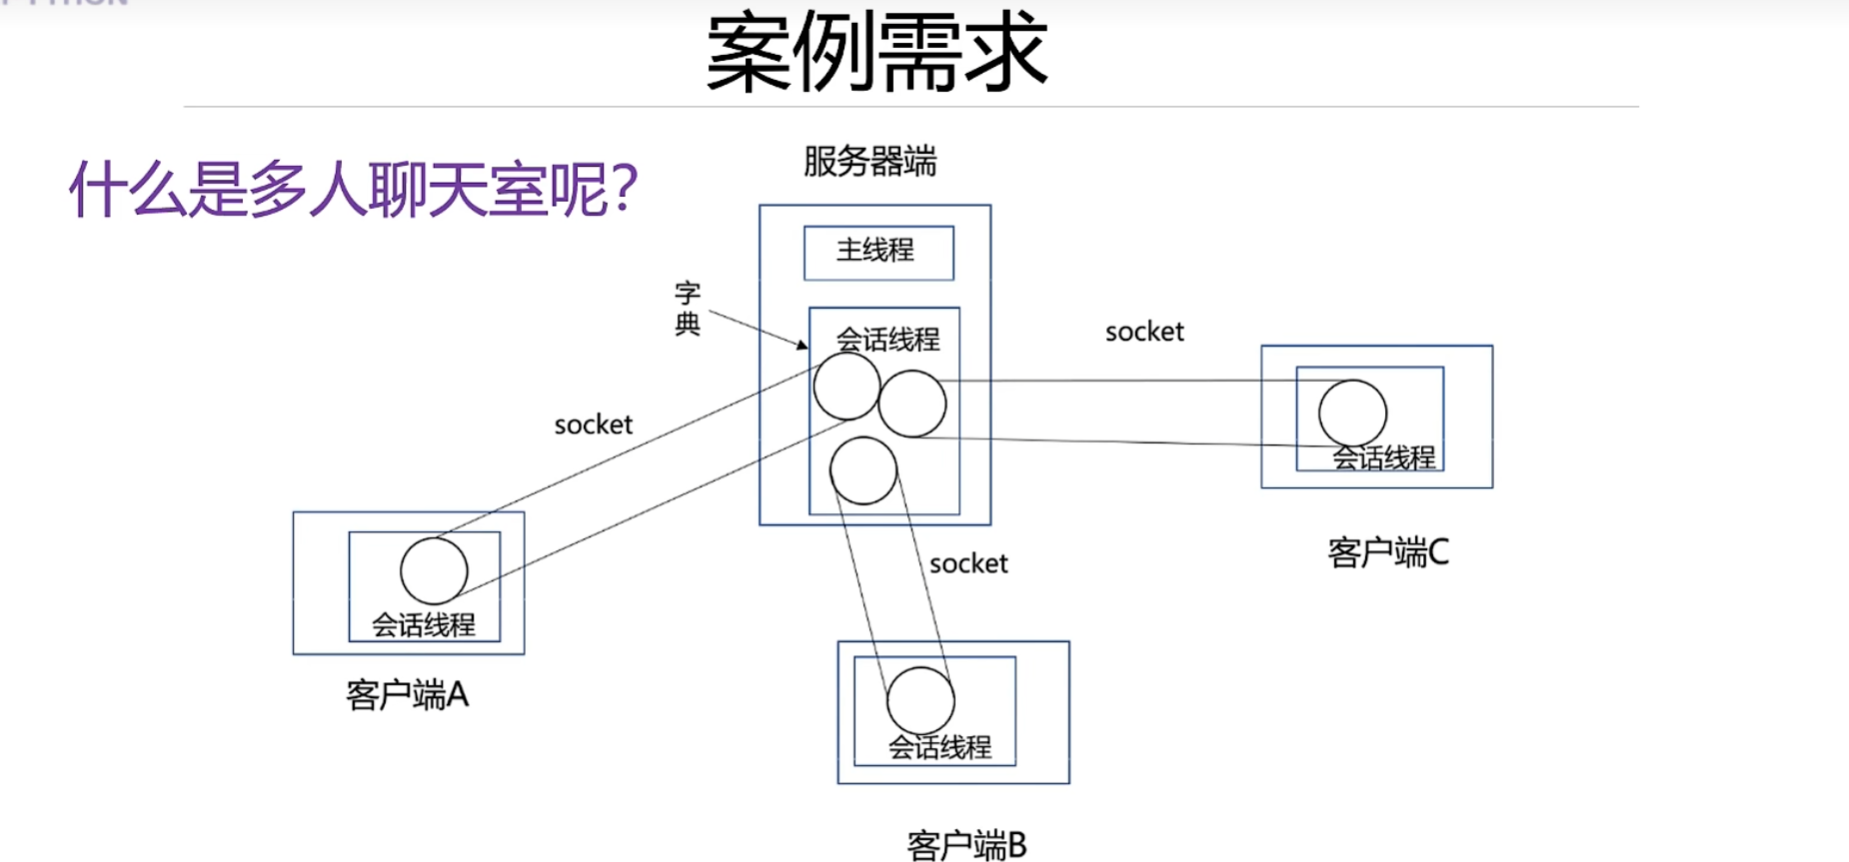 案例需求
什么是多人聊天室呢?
服务器端
主线程
字
典
会话线程
socket
socket
会话线程
客户端C
socket
会话线程
客户端A
会话线程
客户端B